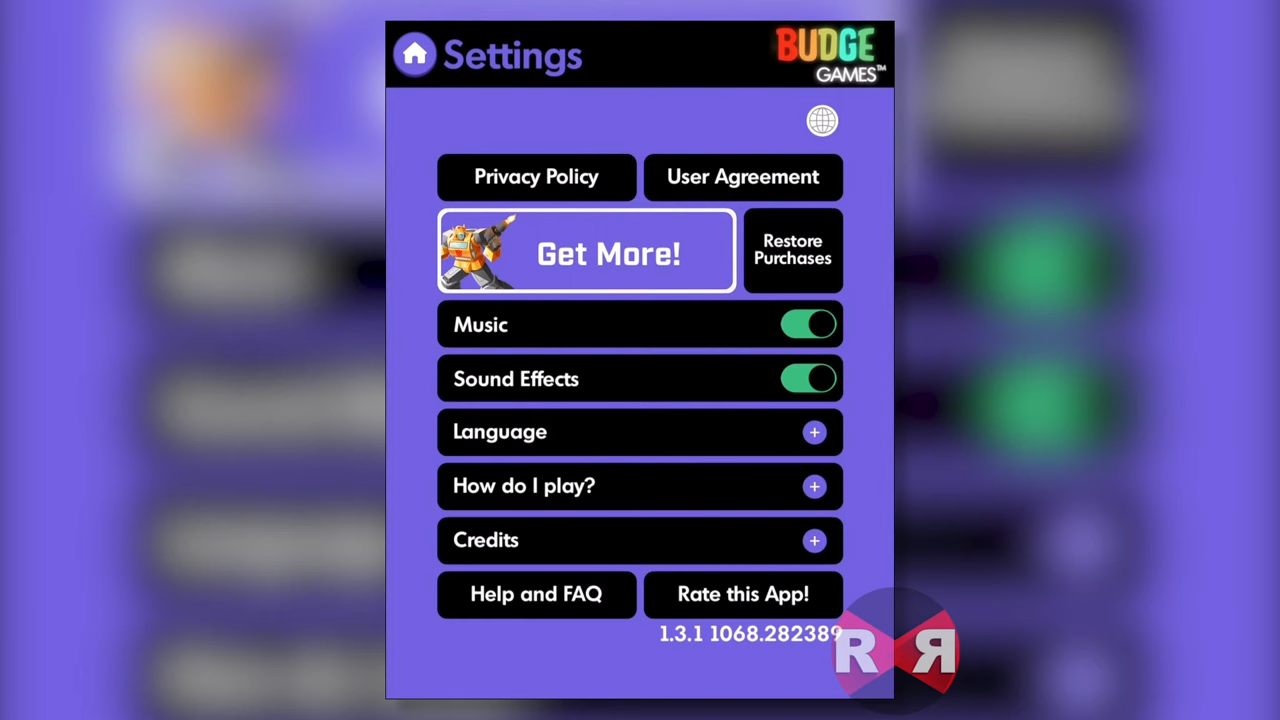 Settings
BUDGE
GAMES™
Privacy Policy
User Agreement
Get More!
Restore
Purchases
Music
Sound Effects
Language
How do I play?
Credits
Help and FAQ
Rate this App!
1.3.1 1068.282389
RR